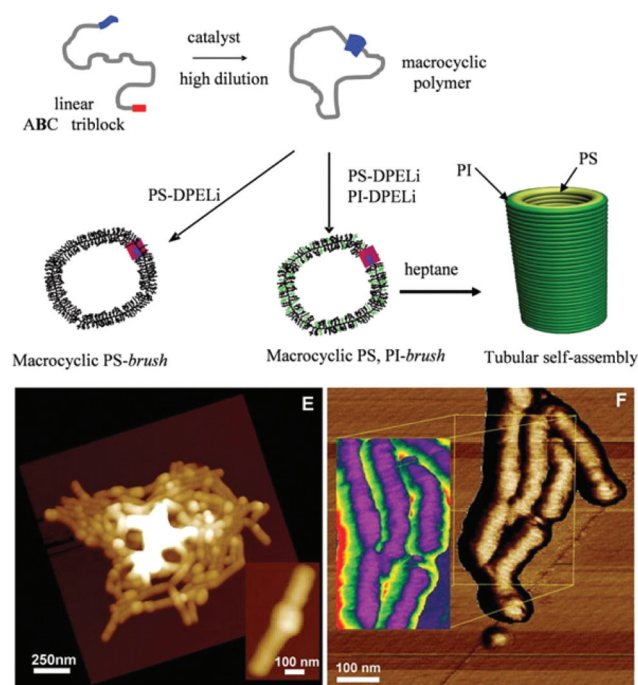 catalyst
high dilution
linear
ABC triblock
macrocyclic
polymer
PS-DPELi
PS-DPELi
PI-DPELi
PI
PS
heptane
Macrocyclic PS-brush
Macrocyclic PS, PI-brush
Tubular self-assembly
E
250nm
100 nm
F
100 nm